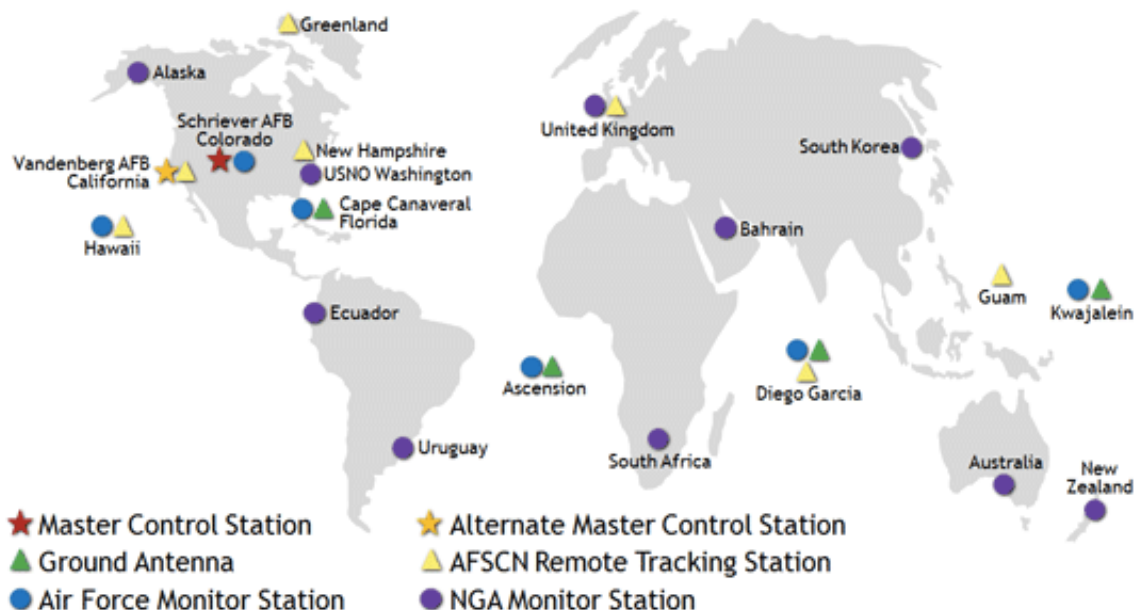 Greenland
Alaska
Schriever AFB
Colorado
United Kingdom
South Korea
Vandenberg AFB
California
New Hampshire
USNO Washington
Cape Canaveral
Florida
Hawaii
Bahrain
Guam
Kwajalein
Ecuador
Ascension
Diego Garcia
Uruguay
South Africa
Australia
New
Zealand
Master Control Station
Alternate Master Control Station
Ground Antenna
AFSCN Remote Tracking Station
Air Force Monitor Station
NGA Monitor Station